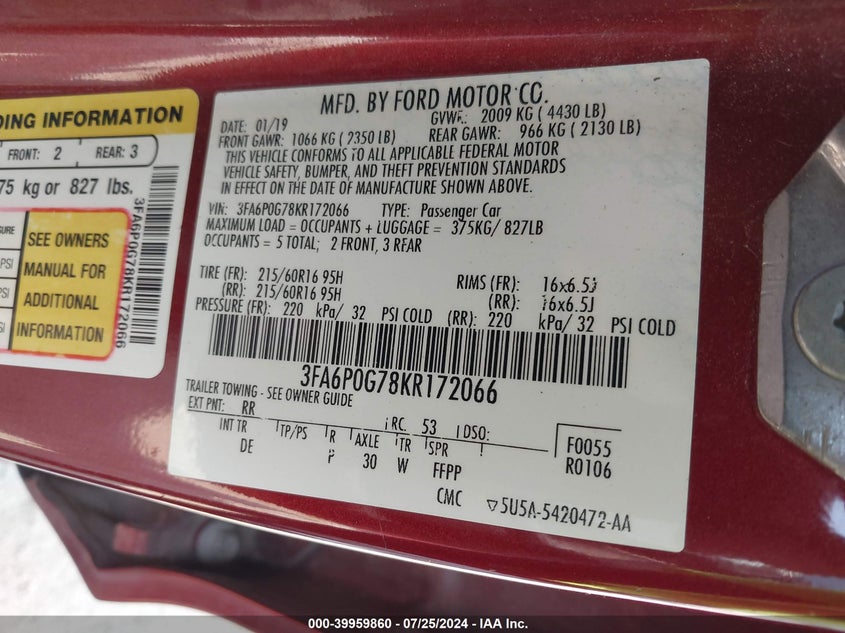 DING INFORMATION
FRONT: 2 REAR: 3
75 kg or 827 lbs.
SURE
PSI
PSI
SI
SEE OWNERS
MANUAL FOR
ADDITIONAL
INFORMATION
3FA6P0G78KR172066
MFD. BY FORD MOTOR CO.
DATE: 01/19 GVWR: 2009 KG ( 4430 LB)
FRONT GAWR: 1066 KG ( 2350 LB) REAR GAWR: 966 KG ( 2130 LB)
THIS VEHICLE CONFORMS TO ALL APPLICABLE FEDERAL MOTOR
VEHICLE SAFETY, BUMPER, AND THEFT PREVENTION STANDARDS
IN EFFECT ON THE DATE OF MANUFACTURE SHOWN ABOVE.
VIN: 3FA6P0G78KR172066 TYPE: Passenger Car
MAXIMUM LOAD = OCCUPANTS + LUGGAGE = 375KG/ 827LB
OCCUPANTS = 5 TOTAL; 2 FRONT, 3 REAR
TIRE (FR): 215/60R16 95H RIMS (FR): 16x6.5J
(RR): 215/60R16 95H (RR): 16x6.5J
PRESSURE (FR): 220 kPa/ 32 PSI COLD (RR): 220 kPa/ 32 PSI COLD
3FA6P0G78KR172066
TRAILER TOWING - SEE OWNER GUIDE
EXT PNT: RR RC: 53 DSO:
INT TR TP/PS R AXLE TR SPR F0055
DE P 30 W FFPP R0106
CMC ▽5U5A-5420472-AA
000-39959860 / 07/25/2024 - IAA Inc.